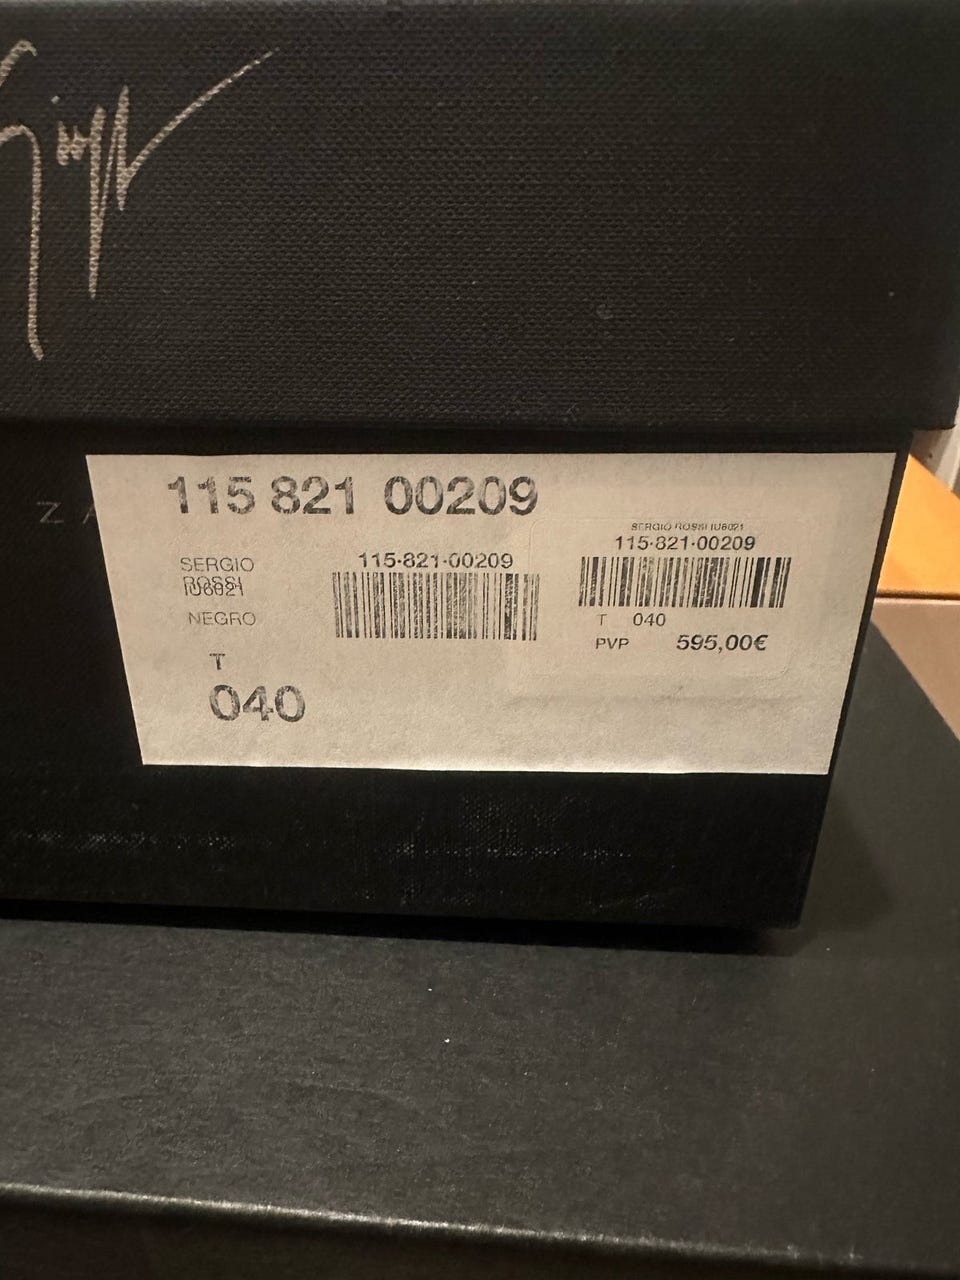 115 821 00209
SERGIO
ROSSI
IU6021
NEGRO
T
040
115·821·00209
SERGIO ROSSI IU6021
115·821·00209
T 040
PVP 595,00€